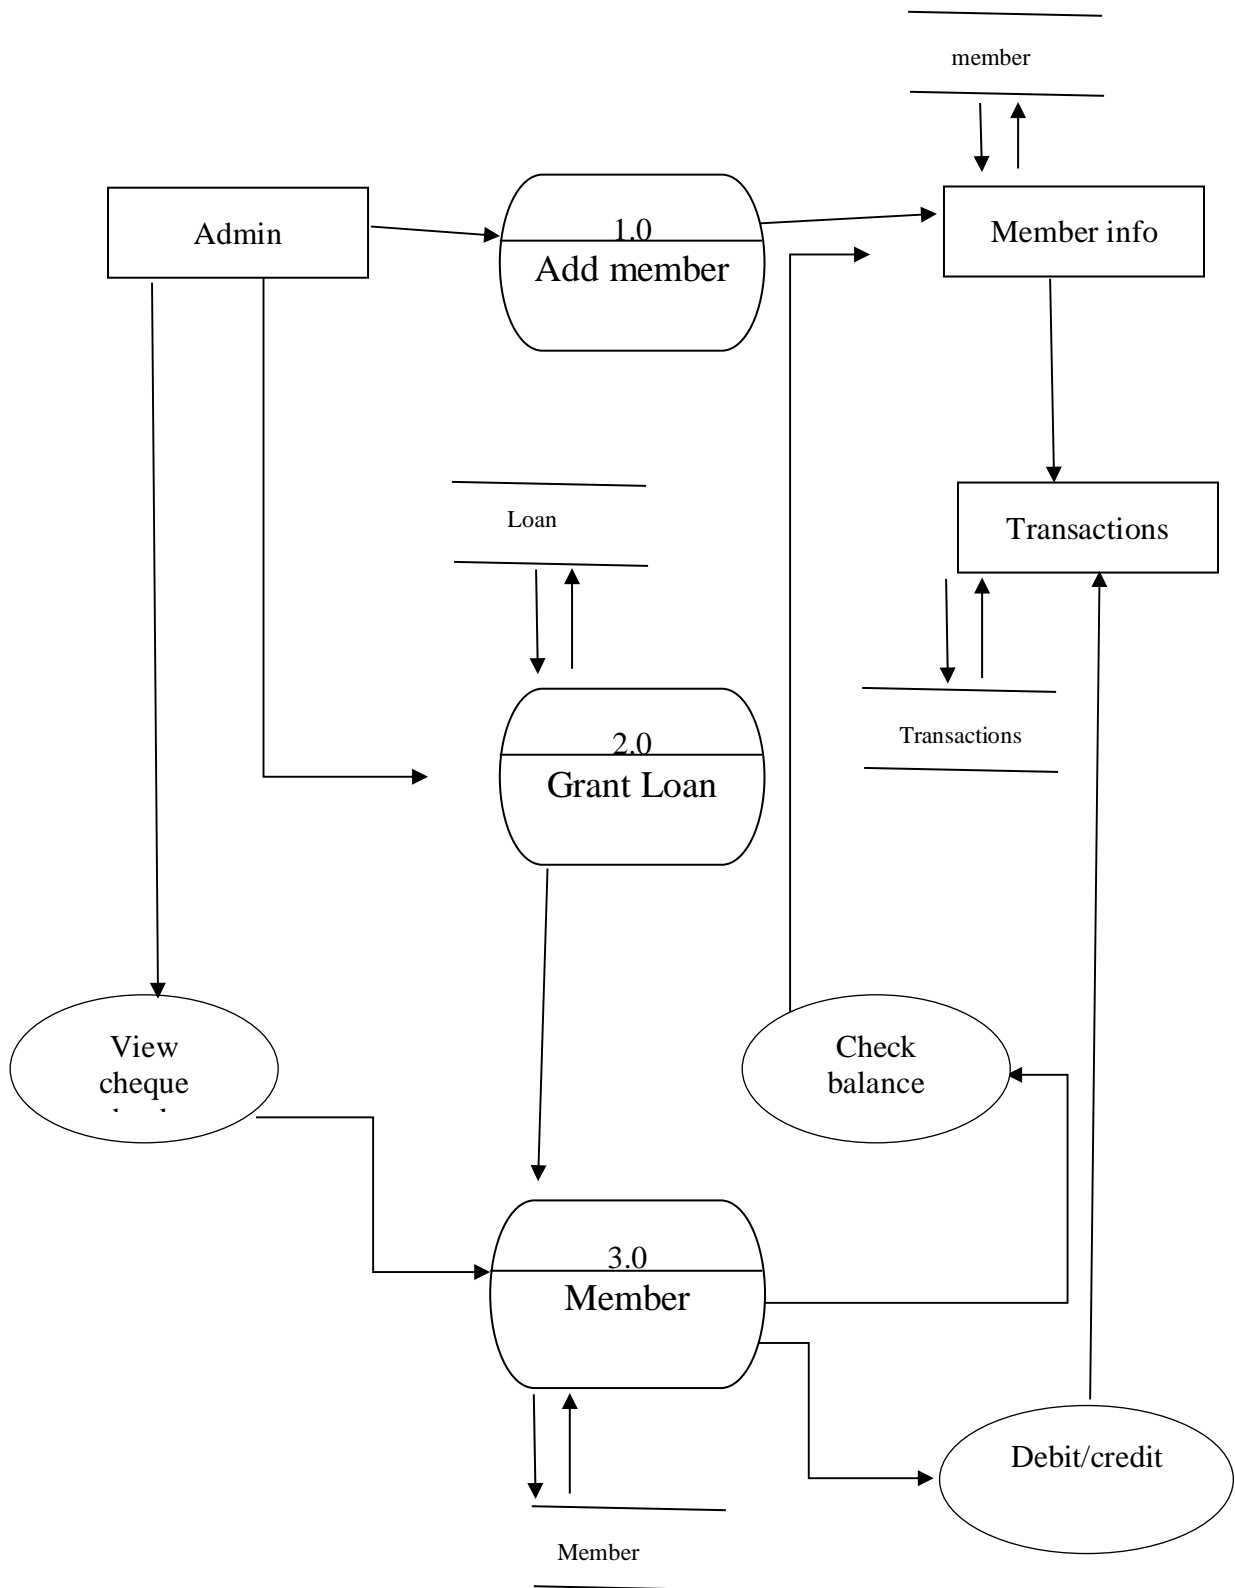 member
Admin
1.0
Add member
Member info
Loan
Transactions
2.0
Grant Loan
Transactions
View
cheque
Check
balance
3.0
Member
Debit/credit
Member